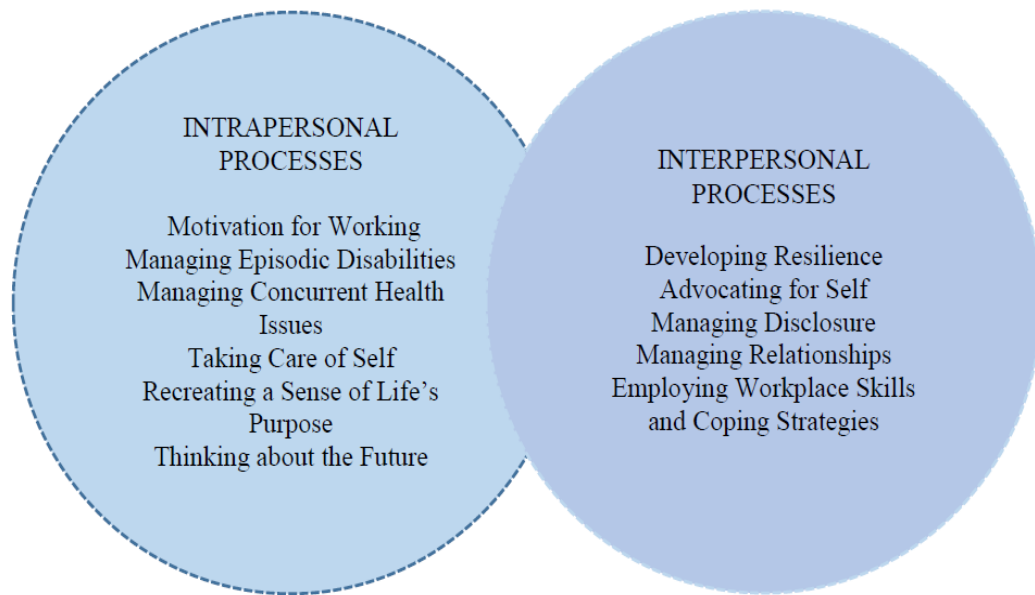 INTRAPERSONAL
PROCESSES
Motivation for Working
Managing Episodic Disabilities
Managing Concurrent Health
Issues
Taking Care of Self
Recreating a Sense of Life’s
Purpose
Thinking about the Future
INTERPERSONAL
PROCESSES
Developing Resilience
Advocating for Self
Managing Disclosure
Managing Relationships
Employing Workplace Skills
and Coping Strategies